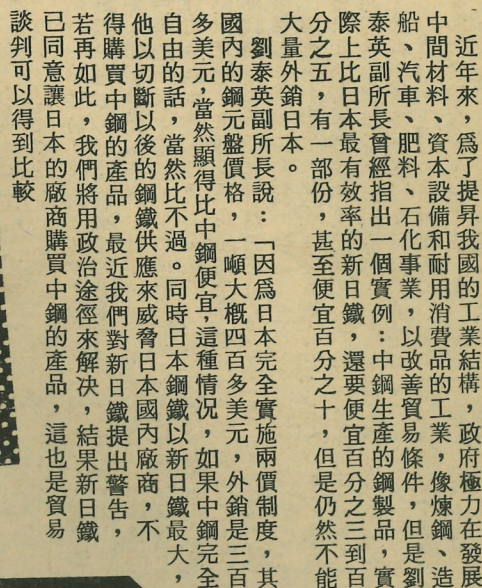 近年來，爲了提昇我國的工業結構，政府極力在發展
中間材料、資本設備和耐用消費品的工業，像煉鋼、造
船、汽車、肥料、石化事業，以改善貿易條件，但是劉
泰英副所長曾經指出一個實例：中鋼生產的鋼製品，實
際上比日本最有效率的新日鐵，還要便宜百分之三到百
分之五，有一部份，甚至便宜百分之十，但是仍然不能
大量外銷日本。
劉泰英副所長說：「因爲日本完全實施兩價制度，其
國內的鋼元盤價格，一噸大概四百多美元，外銷是三百
多美元，當然顯得比中鋼便宜，這種情況，如果中鋼完全
自由的話，當然比不過。同時日本鋼鐵以新日鐵最大，
他以切斷以後的鋼鐵供應來威脅日本國內廠商，不
得購買中鋼的產品，最近我們對新日鐵提出警告，
若再如此，我們將用政治途徑來解決，結果新日鐵
已同意讓日本的廠商購買中鋼的產品，這也是貿易
談判可以得到比較